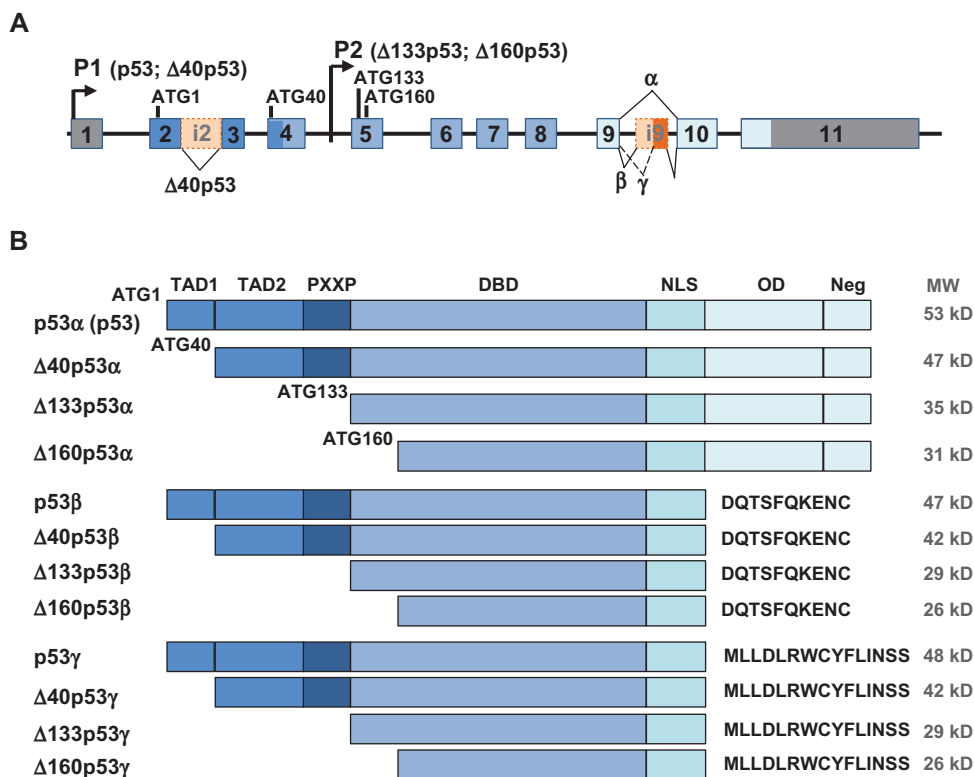 A
P1 (p53; Δ40p53)
P2 (Δ133p53; Δ160p53)
ATG1
ATG40
ATG133
ATG160
α
1 2 i2 3 4 5 6 7 8 9 i9 10 11
Δ40p53
β γ
B
TAD1 TAD2 PXXP DBD NLS OD Neg MW
ATG1
p53α (p53) 53 kD
ATG40
Δ40p53α 47 kD
ATG133
Δ133p53α 35 kD
ATG160
Δ160p53α 31 kD
p53β DQTSFQKENC 47 kD
Δ40p53β DQTSFQKENC 42 kD
Δ133p53β DQTSFQKENC 29 kD
Δ160p53β DQTSFQKENC 26 kD
p53γ MLLDLRWCYFLINSS 48 kD
Δ40p53γ MLLDLRWCYFLINSS 42 kD
Δ133p53γ MLLDLRWCYFLINSS 29 kD
Δ160p53γ MLLDLRWCYFLINSS 26 kD